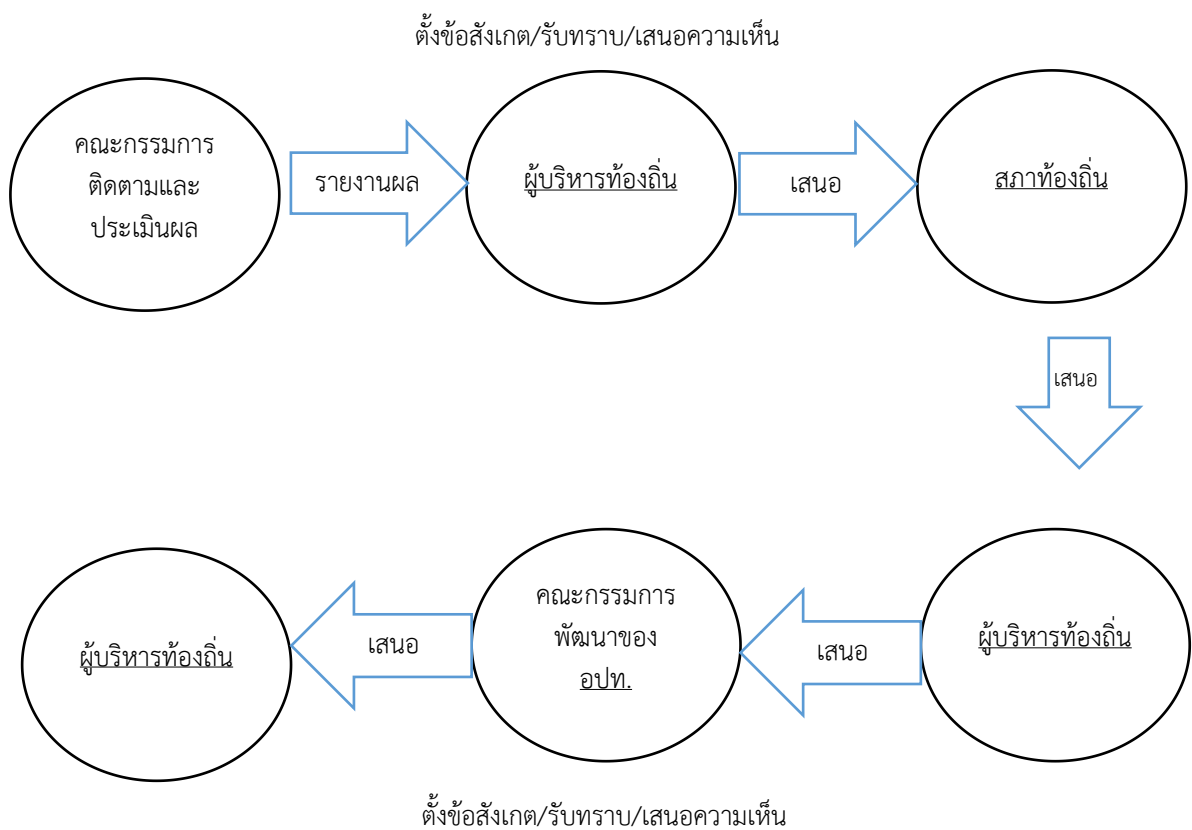 ตั้งข้อสังเกต/รับทราบ/เสนอความเห็น
คณะกรรมการ
ติดตามและ
ประเมินผล
รายงานผล
ผู้บริหารท้องถิ่น
เสนอ
สภาท้องถิ่น
เสนอ
ผู้บริหารท้องถิ่น
เสนอ
คณะกรรมการ
พัฒนาของ
อปท.
เสนอ
ผู้บริหารท้องถิ่น
ตั้งข้อสังเกต/รับทราบ/เสนอความเห็น